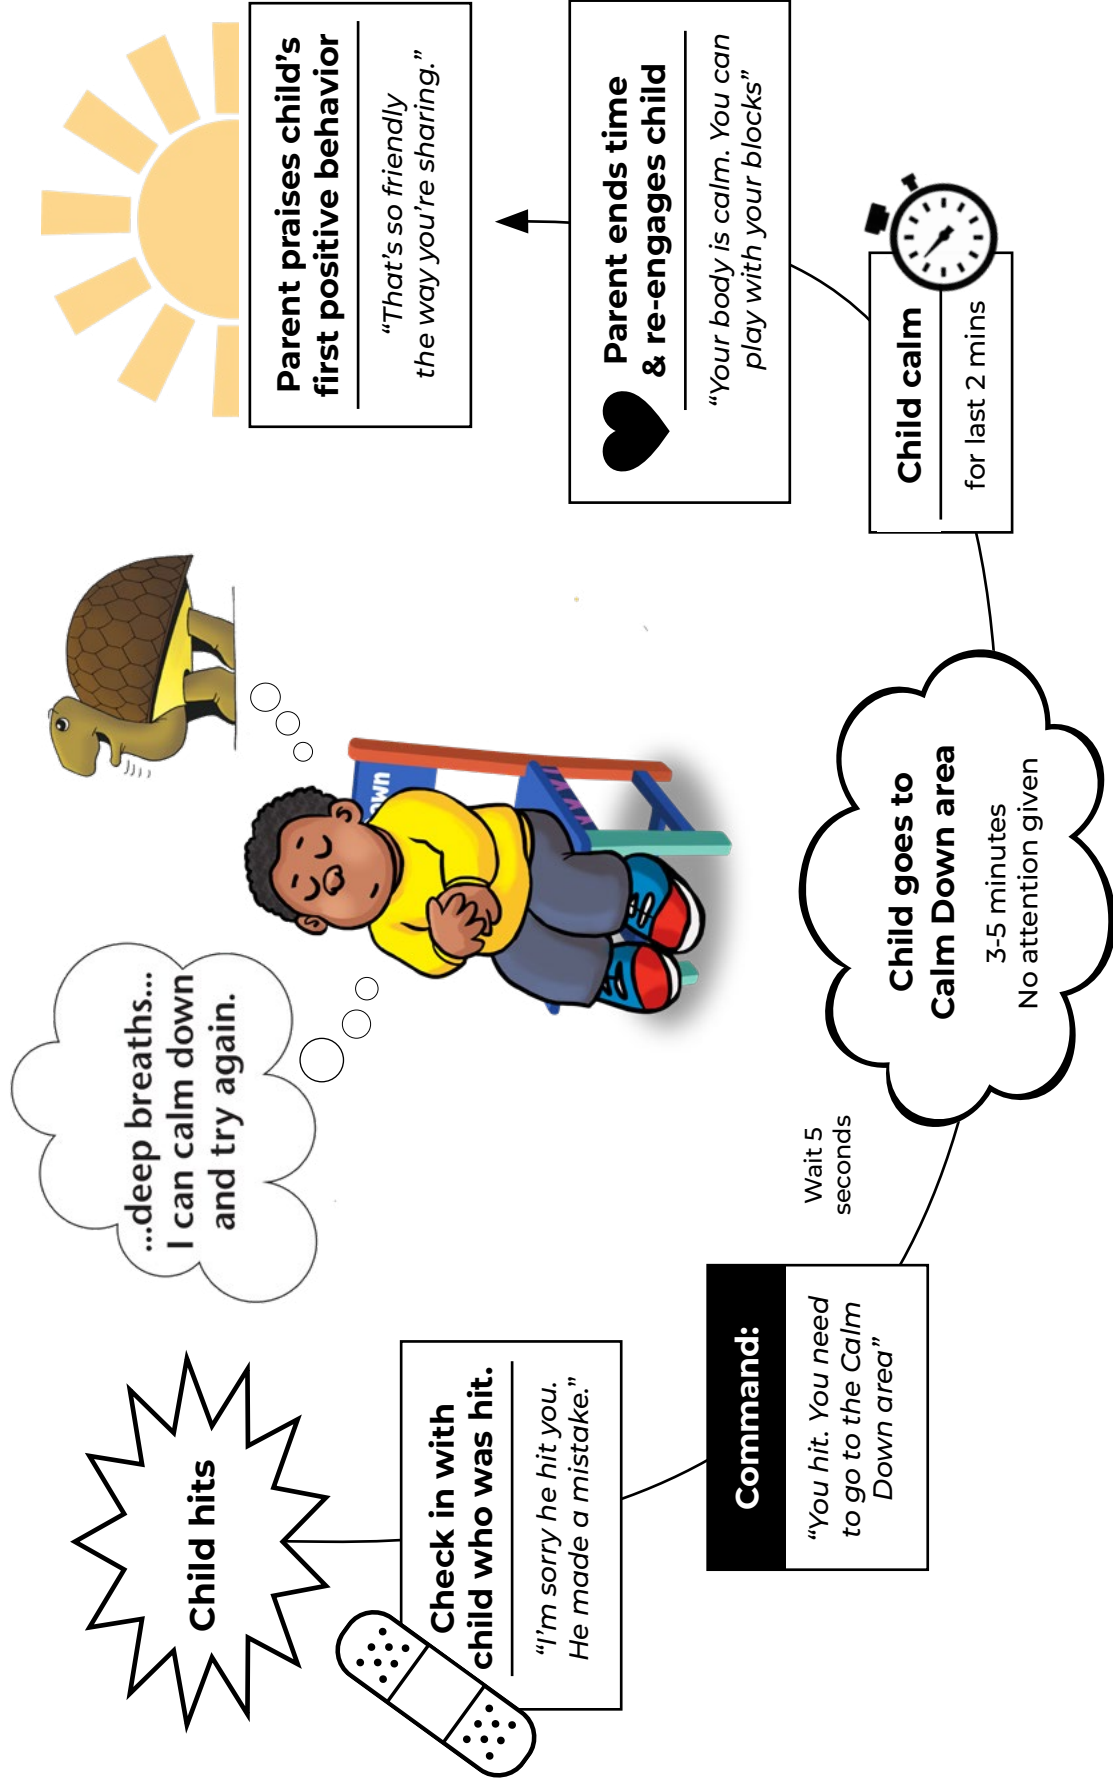 Child hits
Check in with
child who was hit.
“I’m sorry he hit you.
He made a mistake.”
Command:
“You hit. You need
to go to the Calm
Down area”
Wait 5
seconds
Child goes to
Calm Down area
3-5 minutes
No attention given
Child calm
for last 2 mins
Parent ends time
& re-engages child
“Your body is calm. You can
play with your blocks”
Parent praises child’s
first positive behavior
“That’s so friendly
the way you’re sharing.”
...deep breaths...
I can calm down
and try again.